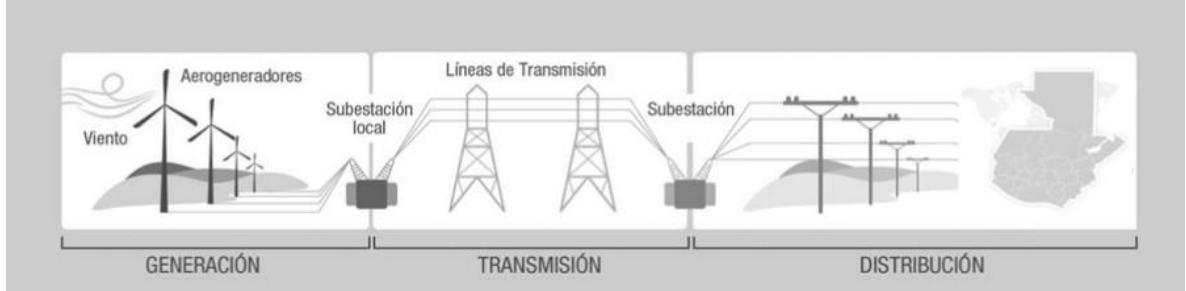 Aerogeneradores
Viento
Subestación
local
Líneas de Transmisión
Subestación
GENERACIÓN
TRANSMISIÓN
DISTRIBUCIÓN